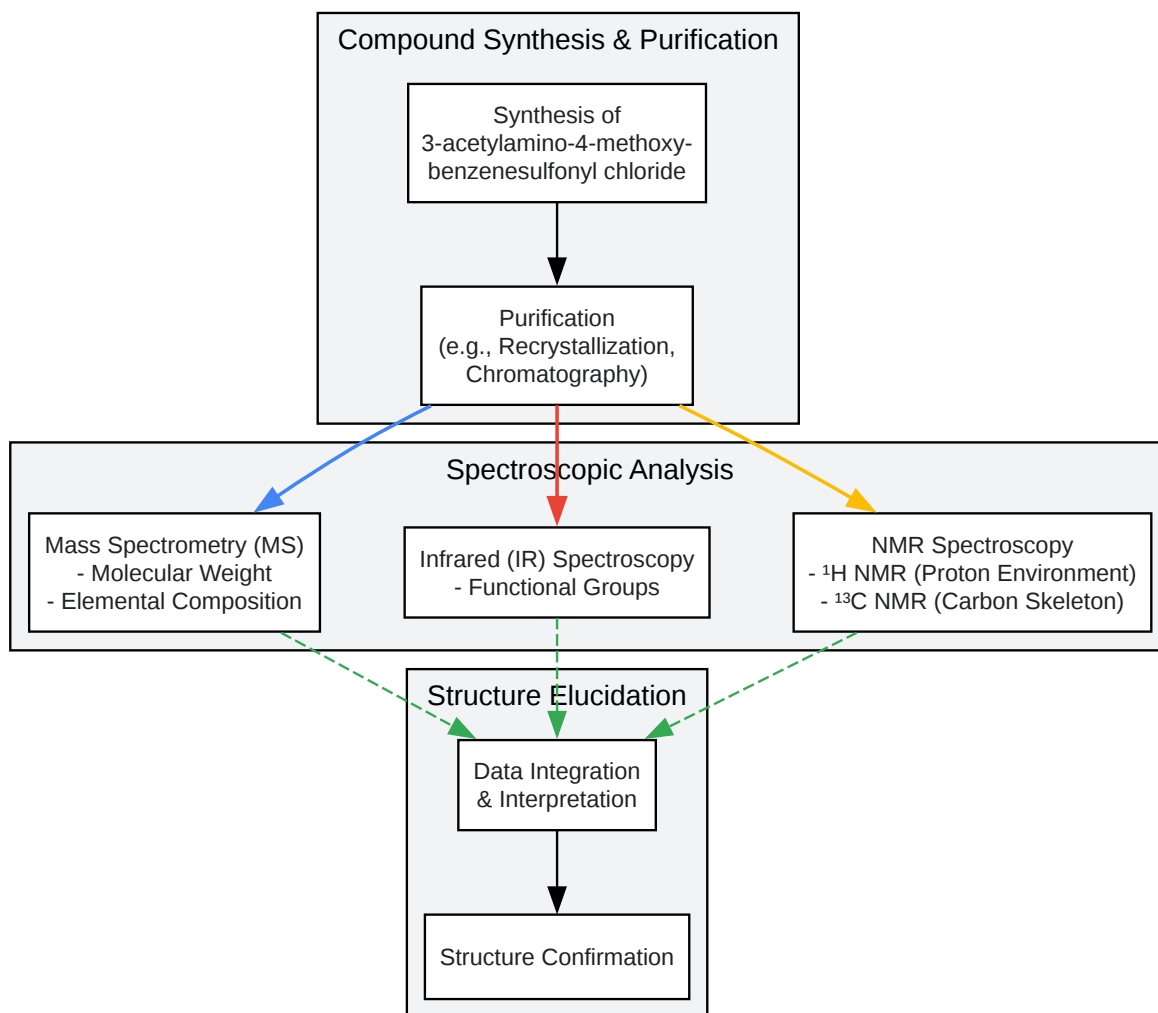 Compound Synthesis & Purification
Synthesis of
3-acetylamino-4-methoxy-
benzenesulfonyl chloride
Purification
(e.g., Recrystallization,
Chromatography)
Spectroscopic Analysis
Mass Spectrometry (MS)
- Molecular Weight
- Elemental Composition
Infrared (IR) Spectroscopy
- Functional Groups
NMR Spectroscopy
- ¹H NMR (Proton Environment)
- ¹³C NMR (Carbon Skeleton)
Structure Elucidation
Data Integration
& Interpretation
Structure Confirmation